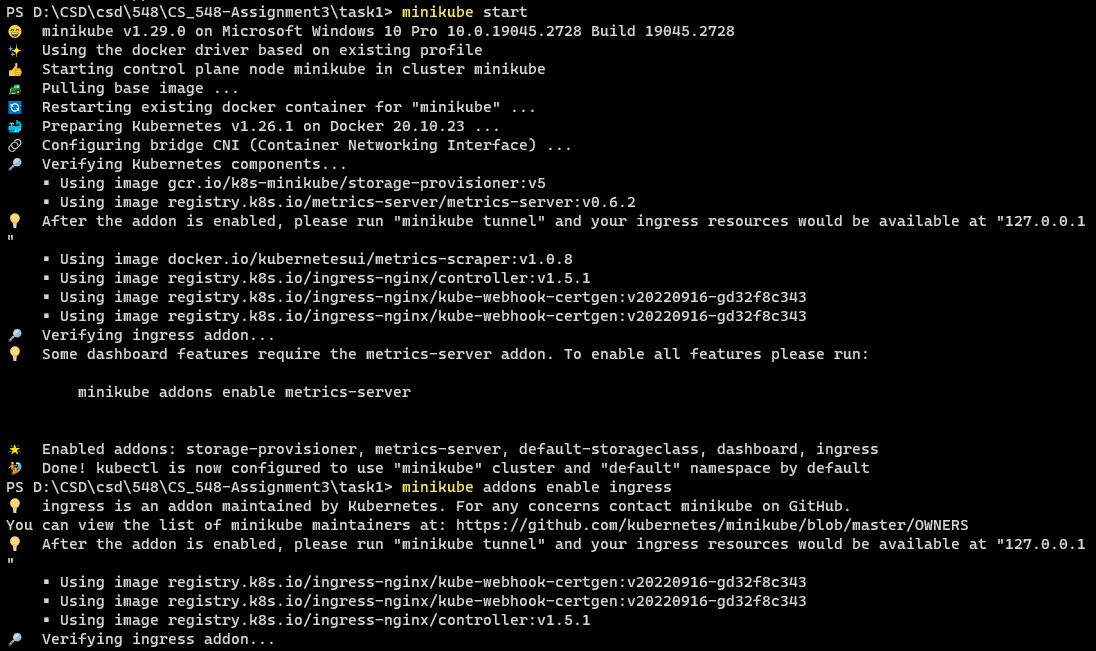 PS D:\CSD\csd\548\CS_548-Assignment3\task1> minikube start
😄  minikube v1.29.0 on Microsoft Windows 10 Pro 10.0.19045.2728 Build 19045.2728
✨  Using the docker driver based on existing profile
👍  Starting control plane node minikube in cluster minikube
🚜  Pulling base image ...
🔄  Restarting existing docker container for "minikube" ...
🐳  Preparing Kubernetes v1.26.1 on Docker 20.10.23 ...
🔗  Configuring bridge CNI (Container Networking Interface) ...
🔎  Verifying Kubernetes components...
    ▪ Using image gcr.io/k8s-minikube/storage-provisioner:v5
    ▪ Using image registry.k8s.io/metrics-server/metrics-server:v0.6.2
💡  After the addon is enabled, please run "minikube tunnel" and your ingress resources would be available at "127.0.0.1
"
    ▪ Using image docker.io/kubernetesui/metrics-scraper:v1.0.8
    ▪ Using image registry.k8s.io/ingress-nginx/controller:v1.5.1
    ▪ Using image registry.k8s.io/ingress-nginx/kube-webhook-certgen:v20220916-gd32f8c343
    ▪ Using image registry.k8s.io/ingress-nginx/kube-webhook-certgen:v20220916-gd32f8c343
🔎  Verifying ingress addon...
💡  Some dashboard features require the metrics-server addon. To enable all features please run:
        minikube addons enable metrics-server
🌟  Enabled addons: storage-provisioner, metrics-server, default-storageclass, dashboard, ingress
🏄  Done! kubectl is now configured to use "minikube" cluster and "default" namespace by default
PS D:\CSD\csd\548\CS_548-Assignment3\task1> minikube addons enable ingress
💡  ingress is an addon maintained by Kubernetes. For any concerns contact minikube on GitHub.
You can view the list of minikube maintainers at: https://github.com/kubernetes/minikube/blob/master/OWNERS
💡  After the addon is enabled, please run "minikube tunnel" and your ingress resources would be available at "127.0.0.1
"
    ▪ Using image registry.k8s.io/ingress-nginx/kube-webhook-certgen:v20220916-gd32f8c343
    ▪ Using image registry.k8s.io/ingress-nginx/kube-webhook-certgen:v20220916-gd32f8c343
    ▪ Using image registry.k8s.io/ingress-nginx/controller:v1.5.1
🔎  Verifying ingress addon...